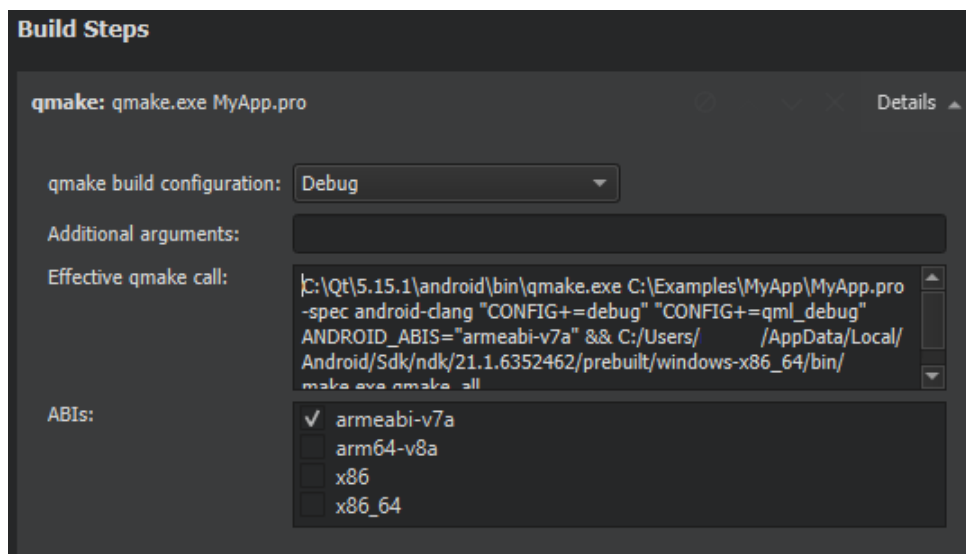 Build Steps
qmake: qmake.exe MyApp.pro Details
qmake build configuration: Debug
Additional arguments:
Effective qmake call:
C:\Qt\5.15.1\android\bin\qmake.exe C:\Examples\MyApp\MyApp.pro
-spec android-clang "CONFIG+=debug" "CONFIG+=qml_debug"
ANDROID_ABIS="armeabi-v7a" && C:/Users/ /AppData/Local/
Android/Sdk/ndk/21.1.6352462/prebuilt/windows-x86_64/bin/
make.exe qmake_all
ABIs:
armeabi-v7a
arm64-v8a
x86
x86_64